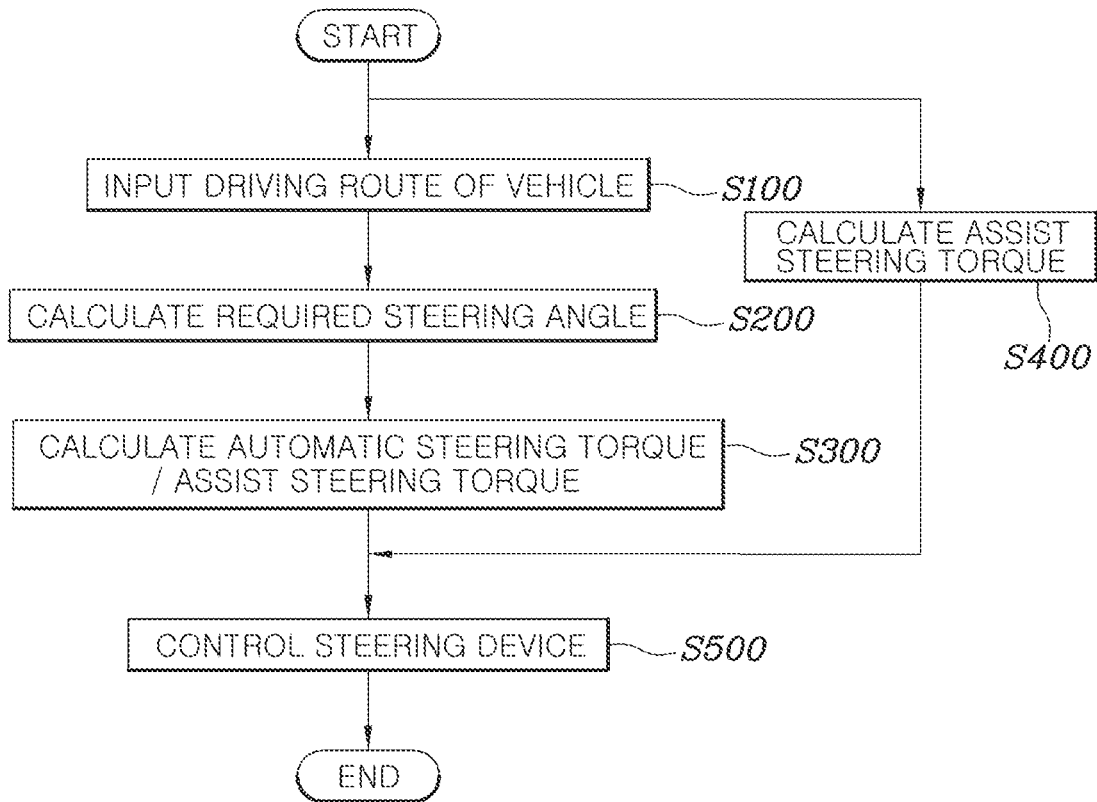 START
INPUT DRIVING ROUTE OF VEHICLE
S100
CALCULATE ASSIST
STEERING TORQUE
S400
CALCULATE REQUIRED STEERING ANGLE
S200
CALCULATE AUTOMATIC STEERING TORQUE
/ ASSIST STEERING TORQUE
S300
CONTROL STEERING DEVICE
S500
END